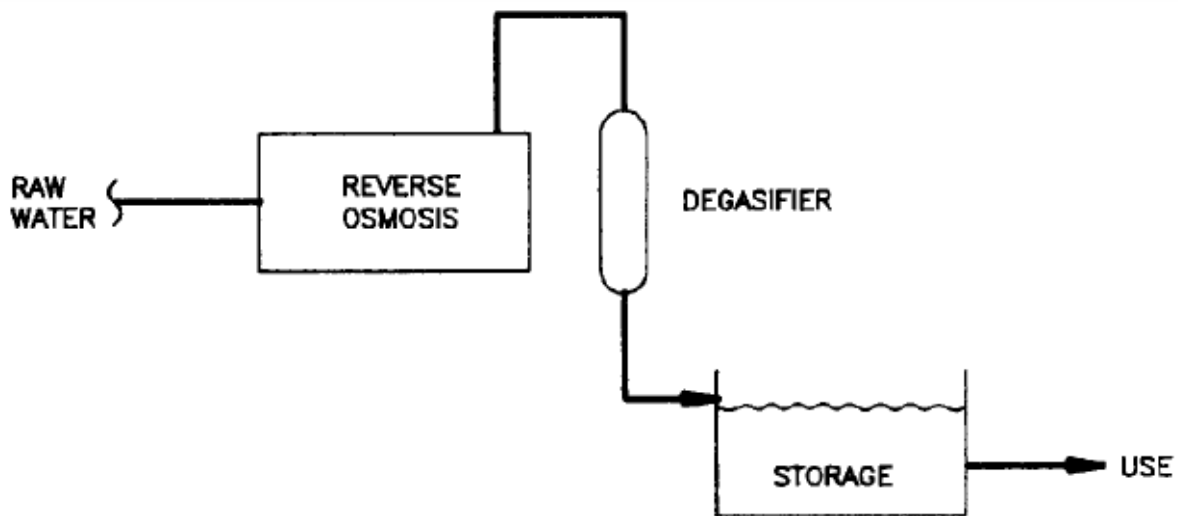 RAW
WATER
REVERSE
OSMOSIS
DEGASIFIER
STORAGE
USE